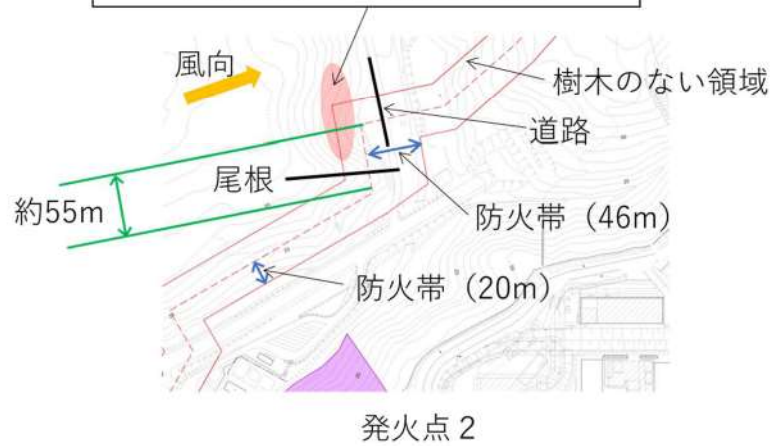 風向
樹木のない領域
道路
尾根
約55m
防火帯（46m）
防火帯（20m）
発火点２